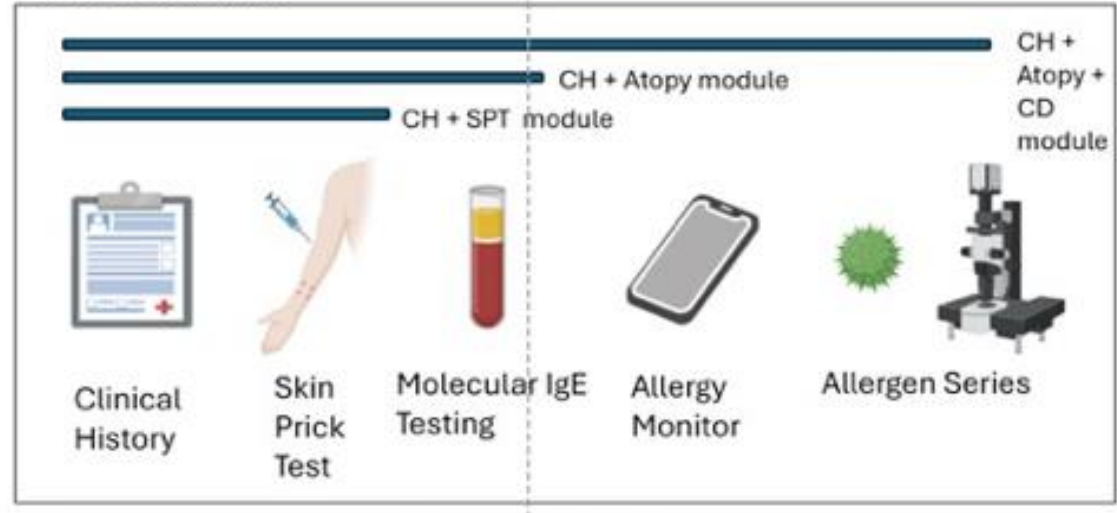 CH +
Atopy +
CD
module
CH + Atopy module
CH + SPT module
Clinical
History
Skin
Prick
Test
Molecular IgE
Testing
Allergy
Monitor
Allergen Series